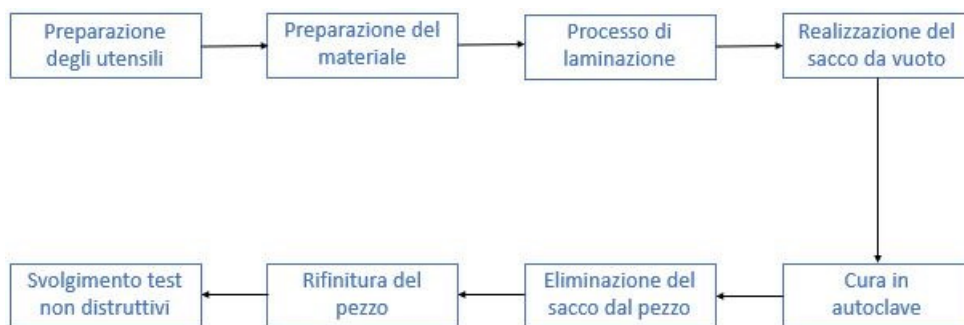 Preparazione
degli utensili
Preparazione del
materiale
Processo di
laminazione
Realizzazione del
sacco da vuoto
Cura in
autoclave
Eliminazione del
sacco dal pezzo
Rifinitura del
pezzo
Svolgimento test
non distruttivi